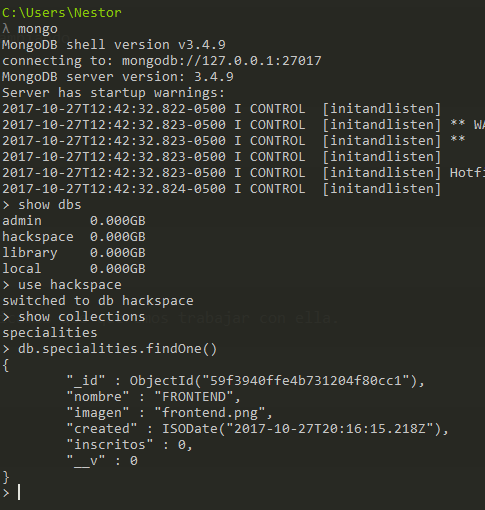 C:\Users\Nestor
λ mongo
MongoDB shell version v3.4.9
connecting to: mongodb://127.0.0.1:27017
MongoDB server version: 3.4.9
Server has startup warnings:
2017-10-27T12:42:32.822-0500 I CONTROL  [initandlisten]
2017-10-27T12:42:32.823-0500 I CONTROL  [initandlisten] ** WA
2017-10-27T12:42:32.823-0500 I CONTROL  [initandlisten] **
2017-10-27T12:42:32.823-0500 I CONTROL  [initandlisten]
2017-10-27T12:42:32.823-0500 I CONTROL  [initandlisten] Hotfi
2017-10-27T12:42:32.824-0500 I CONTROL  [initandlisten]
> show dbs
admin      0.000GB
hackspace  0.000GB
library    0.000GB
local      0.000GB
> use hackspace
switched to db hackspace
> show collections
trabajar con ella.
specialities
> db.specialities.findOne()
{
        "_id" : ObjectId("59f3940ffe4b731204f80cc1"),
        "nombre" : "FRONTEND",
        "imagen" : "frontend.png",
        "created" : ISODate("2017-10-27T20:16:15.218Z"),
        "inscritos" : 0,
        "__v" : 0
}
>